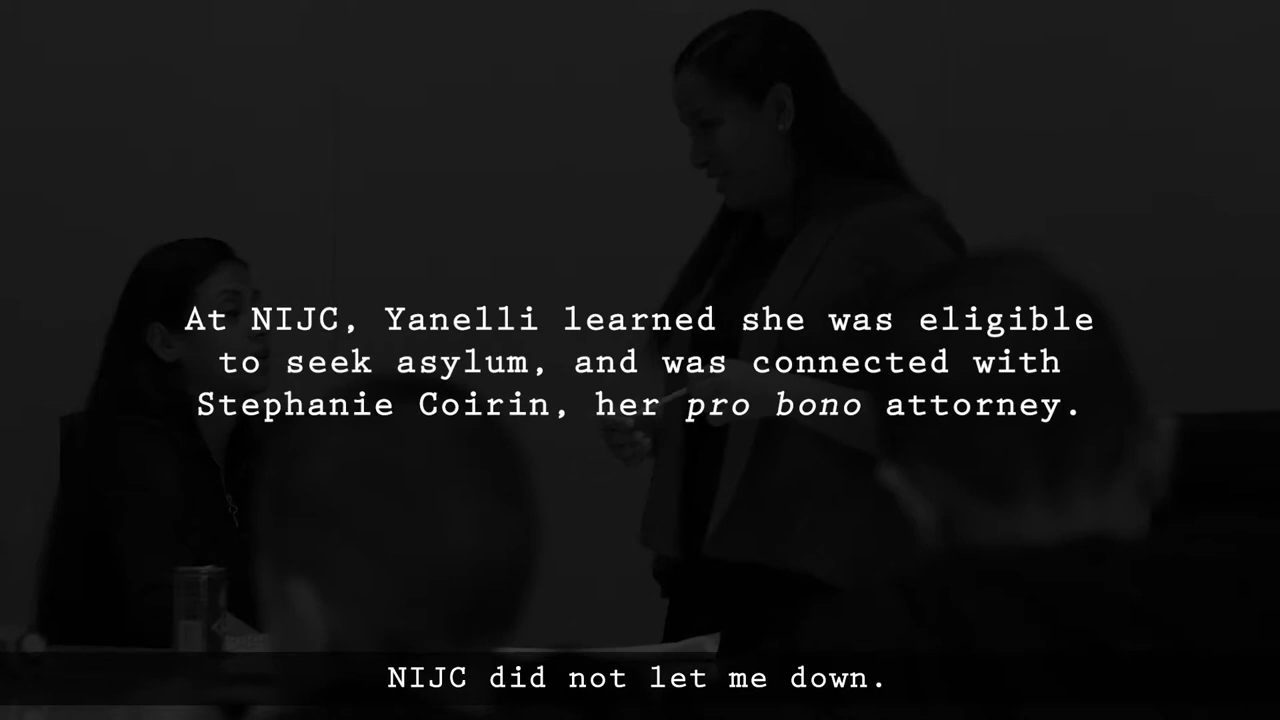 At NIJC, Yanelli learned she was eligible
to seek asylum, and was connected with
Stephanie Coirin, her pro bono attorney.
NIJC did not let me down.